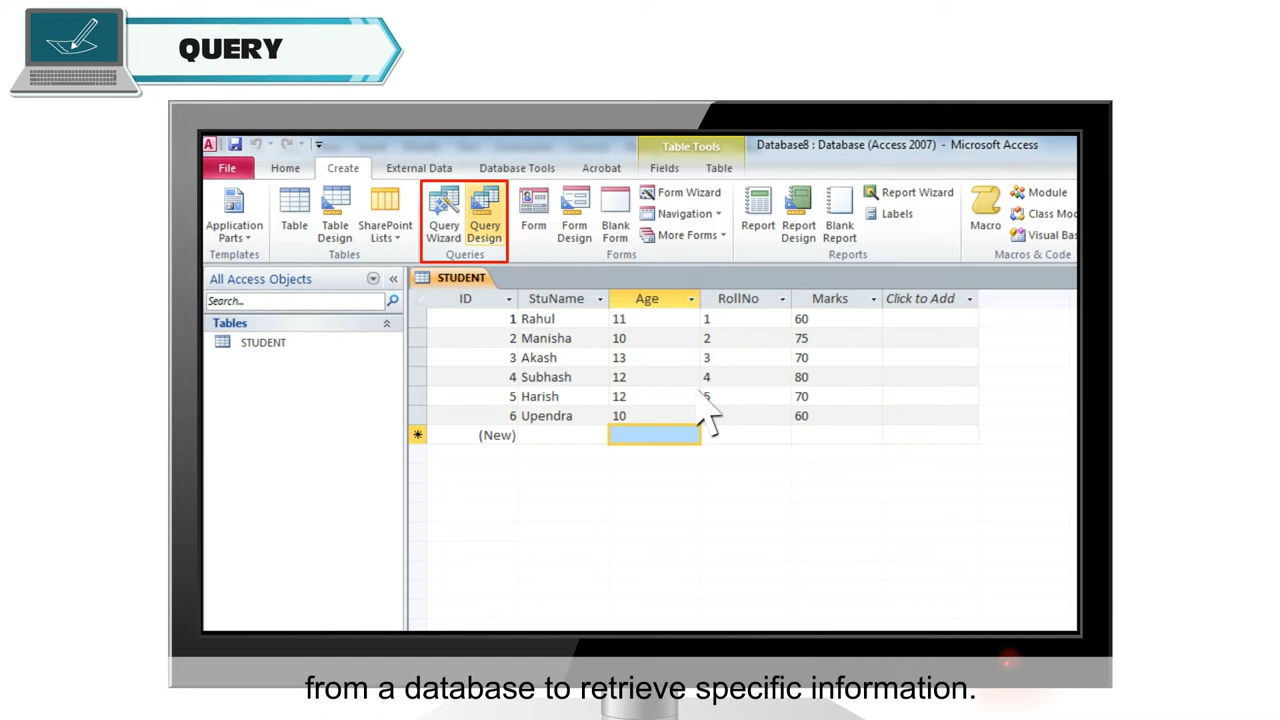 QUERY
A
Table Tools
Database8 : Database (Access 2007) - Microsoft Access
File Home Create External Data Database Tools Acrobat Fields Table
Application Parts Table Table Design SharePoint Lists Query Wizard Query Design Form Form Design Blank Form Form Wizard Navigation More Forms Report Report Design Blank Report Report Wizard Labels Macro Module Class Mo Visual Bas
Templates Tables Queries Forms Reports Macros & Code
All Access Objects «
STUDENT
Search...
Tables
STUDENT
ID StuName Age RollNo Marks Click to Add
1 Rahul 11 1 60
2 Manisha 10 2 75
3 Akash 13 3 70
4 Subhash 12 4 80
5 Harish 12 5 70
6 Upendra 10 60
(New)
from a database to retrieve specific information.